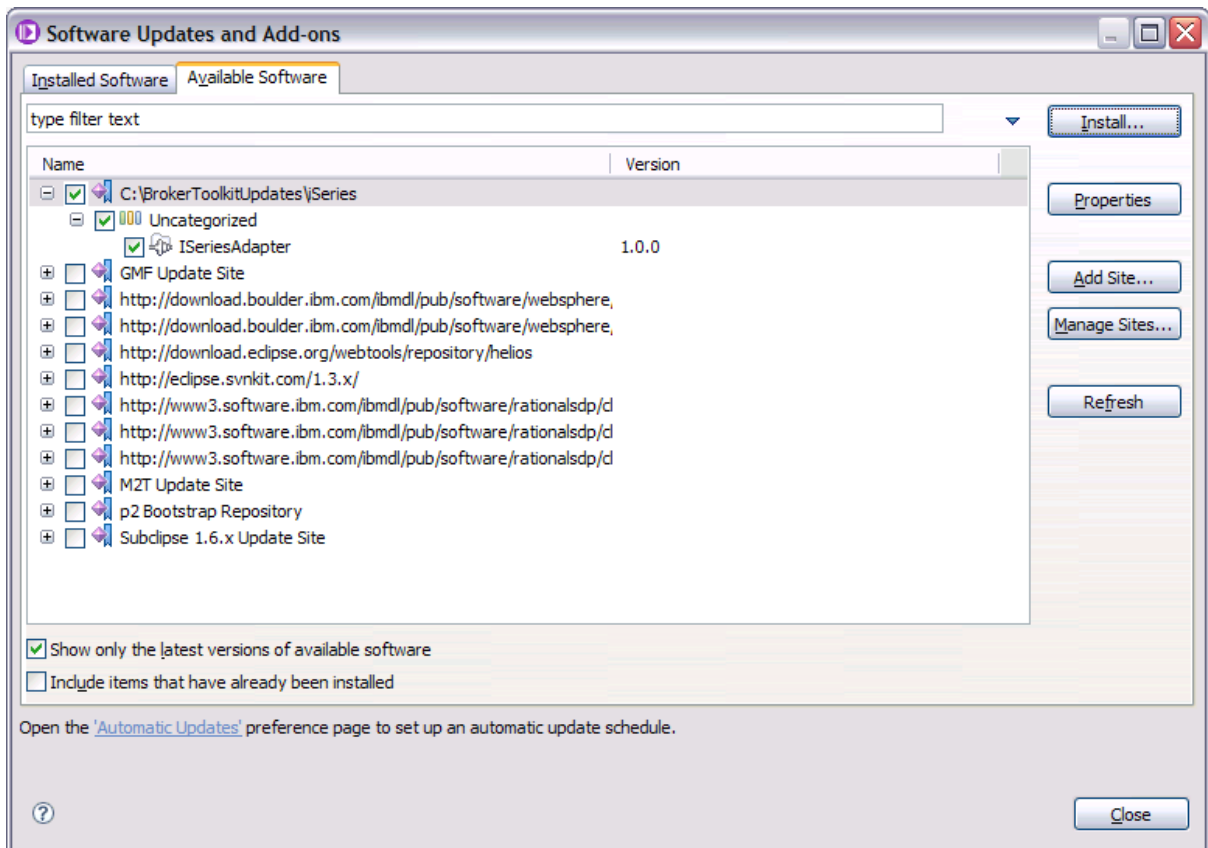 Software Updates and Add-ons
Installed Software
Available Software
type filter text
Install...
Name
Version
C:\BrokerToolkitUpdates\iSeries
Properties
Uncategorized
ISeriesAdapter
1.0.0
GMF Update Site
Add Site...
http://download.boulder.ibm.com/ibmdl/pub/software/websphere,
http://download.boulder.ibm.com/ibmdl/pub/software/websphere,
Manage Sites...
http://download.eclipse.org/webtools/repository/helios
http://eclipse.svnkit.com/1.3.x/
http://www3.software.ibm.com/ibmdl/pub/software/rationalsdp/cl
Refresh
http://www3.software.ibm.com/ibmdl/pub/software/rationalsdp/cl
http://www3.software.ibm.com/ibmdl/pub/software/rationalsdp/cl
M2T Update Site
p2 Bootstrap Repository
Subclipse 1.6.x Update Site
Show only the latest versions of available software
Include items that have already been installed
Open the 'Automatic Updates' preference page to set up an automatic update schedule.
Close